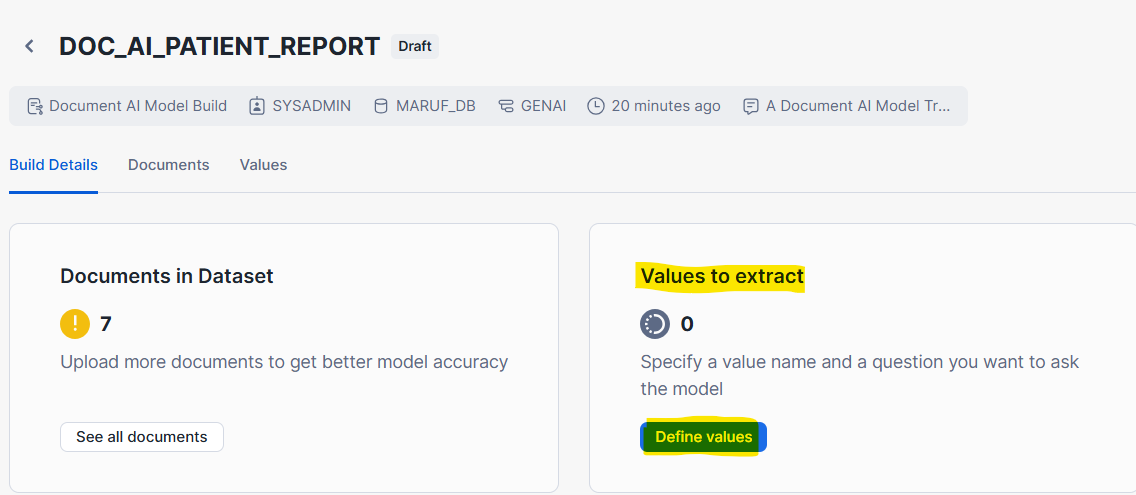 DOC_AI_PATIENT_REPORT Draft
Document AI Model Build SYSADMIN MARUF_DB GENAI 20 minutes ago A Document AI Model Tr...
Build Details Documents Values
Documents in Dataset
! 7
Upload more documents to get better model accuracy
See all documents
Values to extract
0
Specify a value name and a question you want to ask
the model
Define values